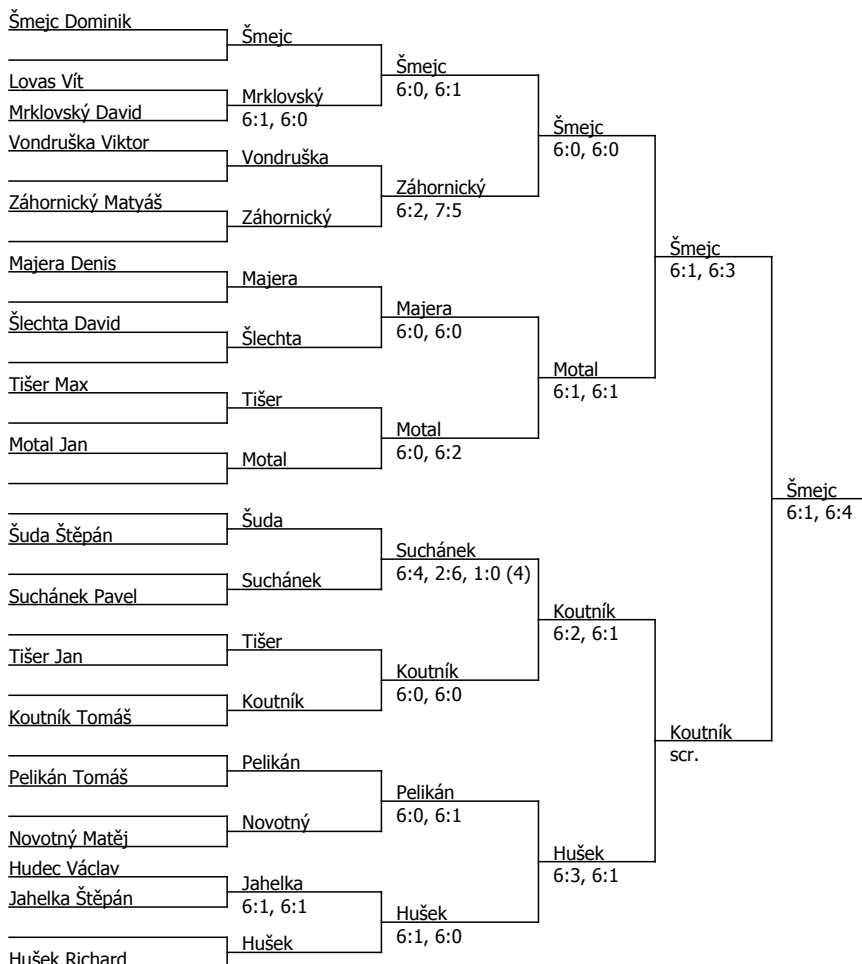 Šmejc Dominik
Šmejc
Šmejc
6:0, 6:1
Lovas Vít
Mrklovský
6:1, 6:0
Mrklovský David
Šmejc
6:0, 6:0
Vondruška Viktor
Vondruška
Záhornický
6:2, 7:5
Záhornický Matyáš
Záhornický
Šmejc
6:1, 6:3
Majera Denis
Majera
Majera
6:0, 6:0
Šlechta David
Šlechta
Motal
6:1, 6:1
Tišer Max
Tišer
Motal
6:0, 6:2
Motal Jan
Motal
Šmejc
6:1, 6:4
Šuda
Šuda Štěpán
Suchánek
6:4, 2:6, 1:0 (4)
Suchánek
Suchánek Pavel
Koutník
6:2, 6:1
Tišer
Tišer Jan
Koutník
6:0, 6:0
Koutník
Koutník Tomáš
Koutník
scr.
Pelikán
Pelikán Tomáš
Pelikán
6:0, 6:1
Novotný
Novotný Matěj
Hušek
6:3, 6:1
Hudec Václav
Jahelka
6:1, 6:1
Jahelka Štěpán
Hušek
6:1, 6:0
Hušek
Hušek Richard